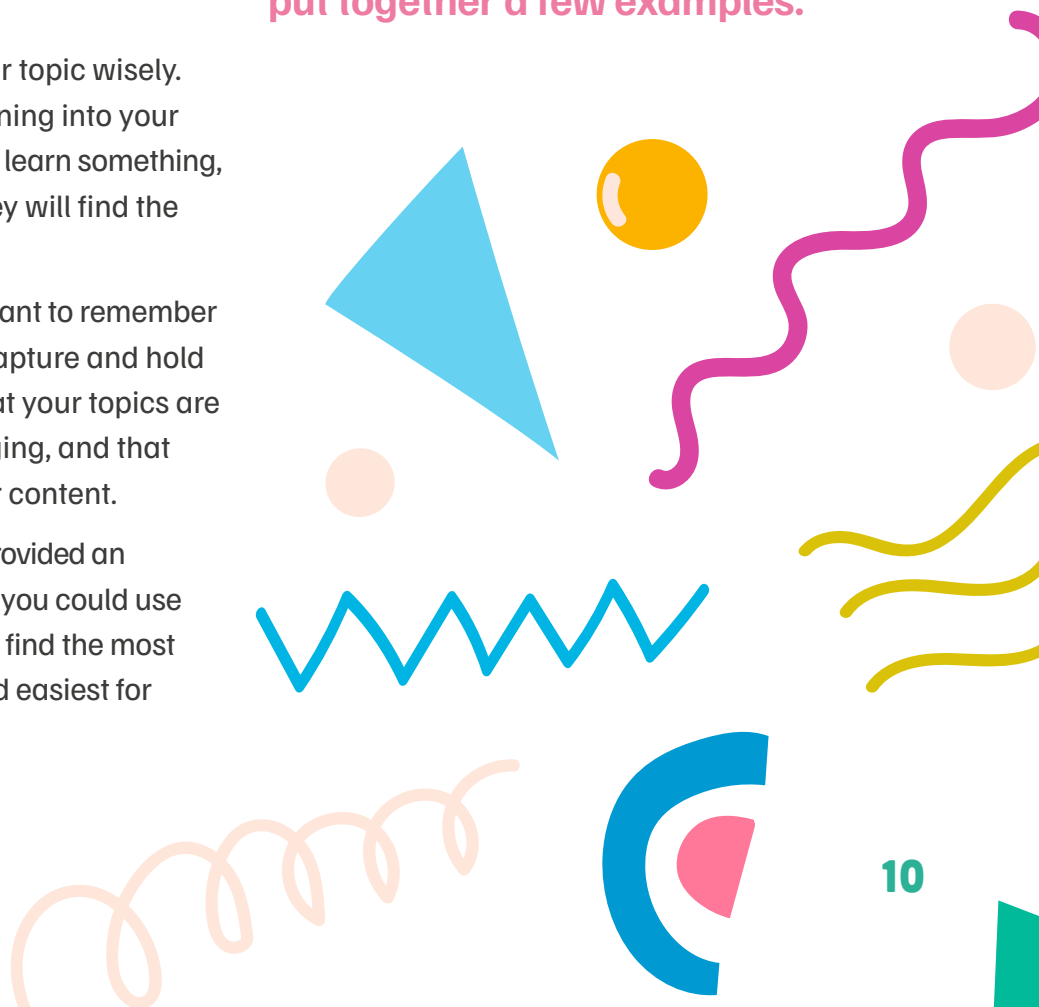 put together a few examples.
r topic wisely.
ning into your
learn something,
ey will find the
ant to remember
apture and hold
at your topics are
ging, and that
r content.
rovided an
you could use
find the most
d easiest for
10